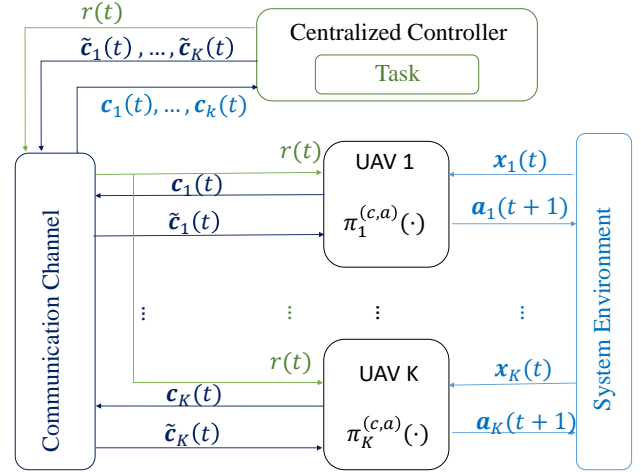 r(t)
c̃₁(t) , ..., c̃_K(t)
c₁(t), ..., c_k(t)
Centralized Controller
Task
Communication Channel
r(t)
c₁(t)
c̃₁(t)
UAV 1
π₁^(c,a)(·)
x₁(t)
a₁(t+1)
System Environment
... ... ... ...
r(t)
c_K(t)
c̃_K(t)
UAV K
π_K^(c,a)(·)
x_K(t)
a_K(t+1)